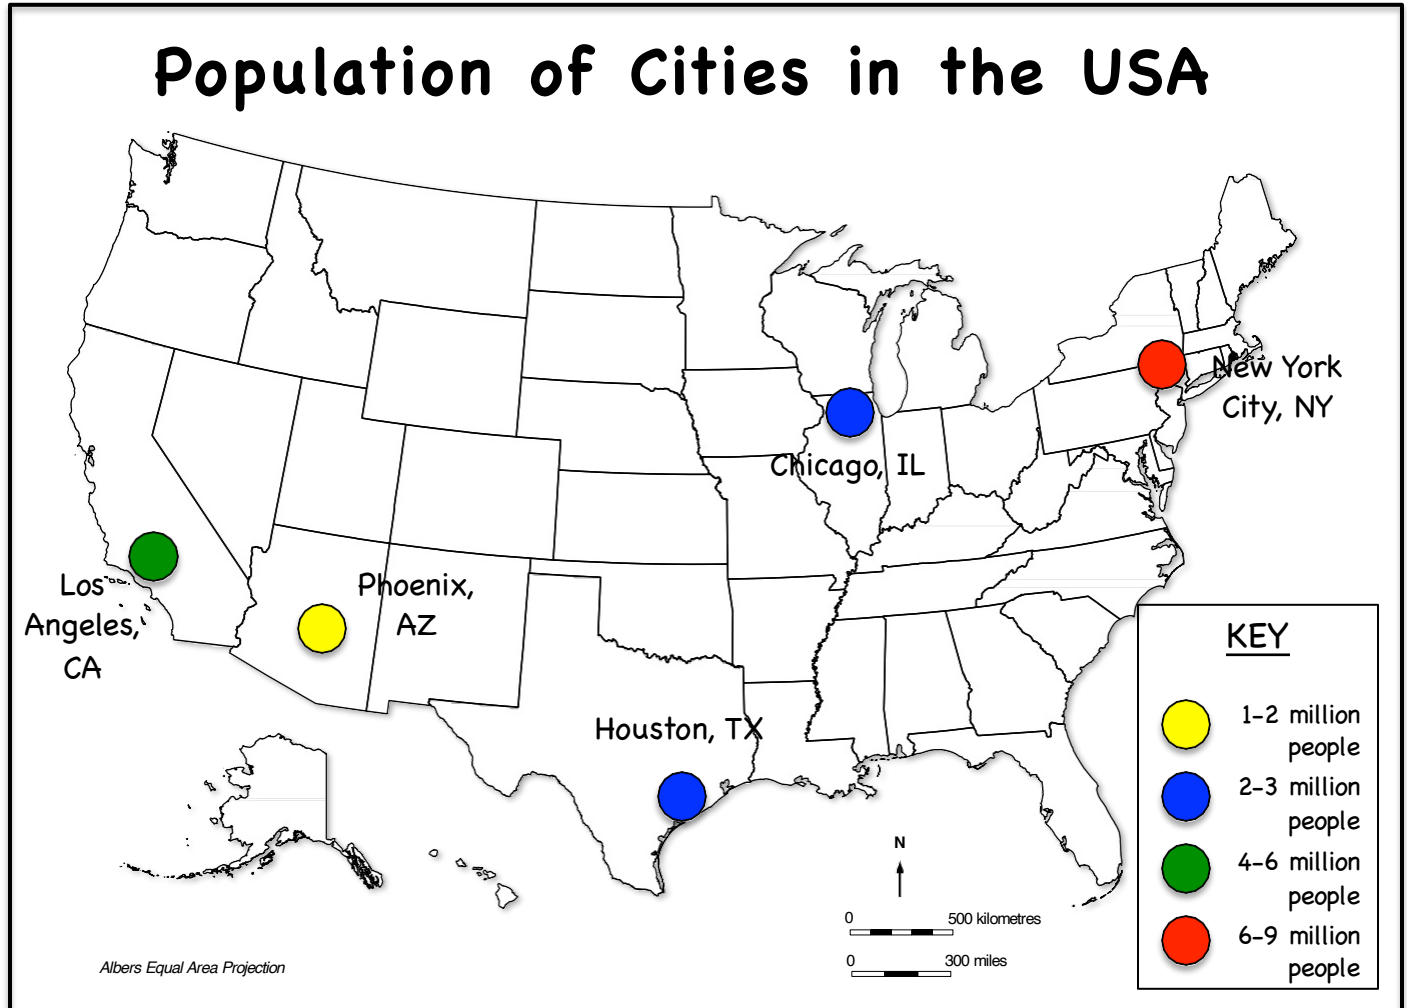 Population of Cities in the USA
New York
City, NY
Chicago, IL
Los
Angeles,
CA
Phoenix,
AZ
Houston, TX
KEY
1-2 million
people
2-3 million
people
4-6 million
people
6-9 million
people
N
0 500 kilometres
0 300 miles
Albers Equal Area Projection